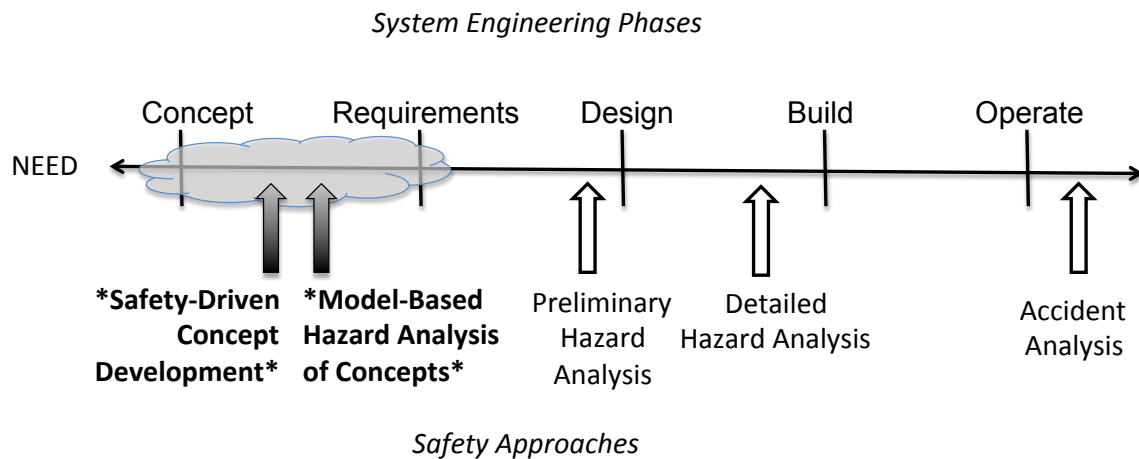 System Engineering Phases
Concept Requirements Design Build Operate
NEED
*Safety-Driven
Concept
Development*
*Model-Based
Hazard Analysis
of Concepts*
Preliminary
Hazard
Analysis
Detailed
Hazard Analysis
Accident
Analysis
Safety Approaches